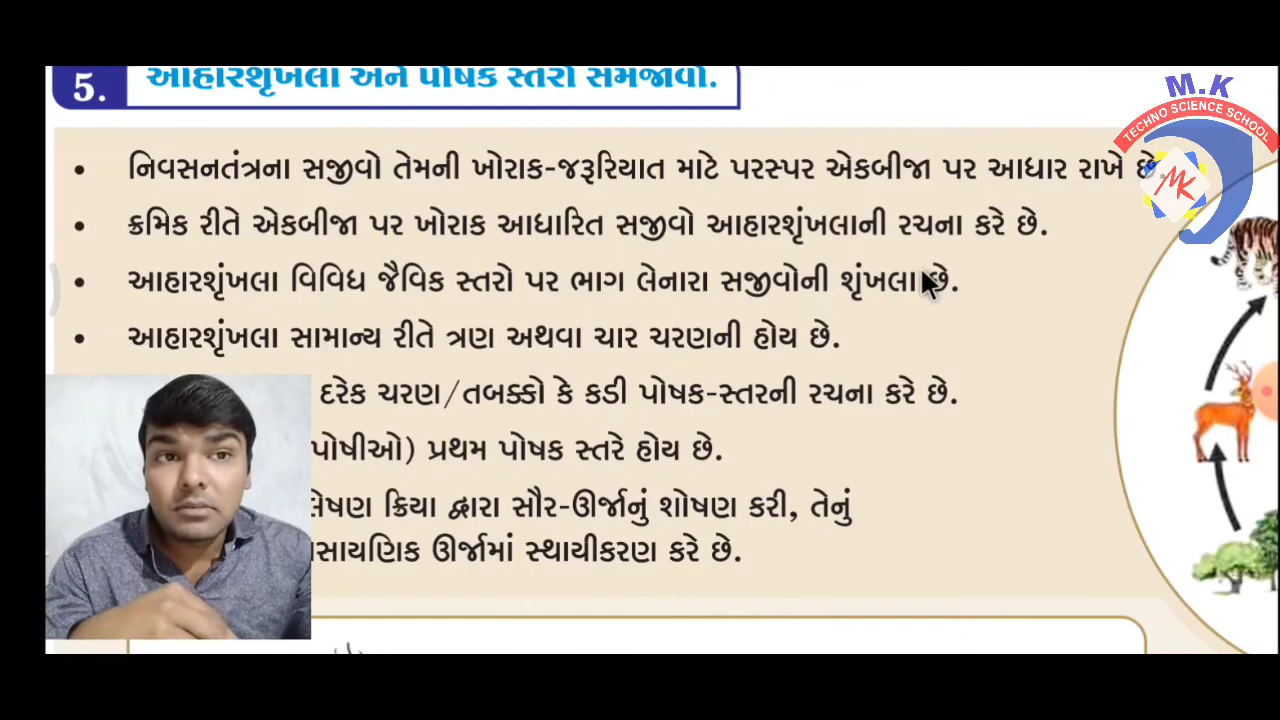 5. આહારશૃંખલા અને પોષક સ્તરો સમજાવો.
M.K
TECHNO SCIENCE SCHOOL
MK
• નિવસનતંત્રના સજીવો તેમની ખોરાક-જરૂરિયાત માટે પરસ્પર એકબીજા પર આધાર રાખે છે.
• ક્રમિક રીતે એકબીજા પર ખોરાક આધારિત સજીવો આહારશૃંખલાની રચના કરે છે.
• આહારશૃંખલા વિવિધ જૈવિક સ્તરો પર ભાગ લેનારા સજીવોની શૃંખલા છે.
• આહારશૃંખલા સામાન્ય રીતે ત્રણ અથવા ચાર ચરણની હોય છે.
દરેક ચરણ/તબક્કો કે કડી પોષક-સ્તરની રચના કરે છે.
પોષીઓ) પ્રથમ પોષક સ્તરે હોય છે.
ક્રિયા દ્વારા સૌર-ઊર્જાનું શોષણ કરી, તેનું
ઊર્જામાં સ્થાયીકરણ કરે છે.